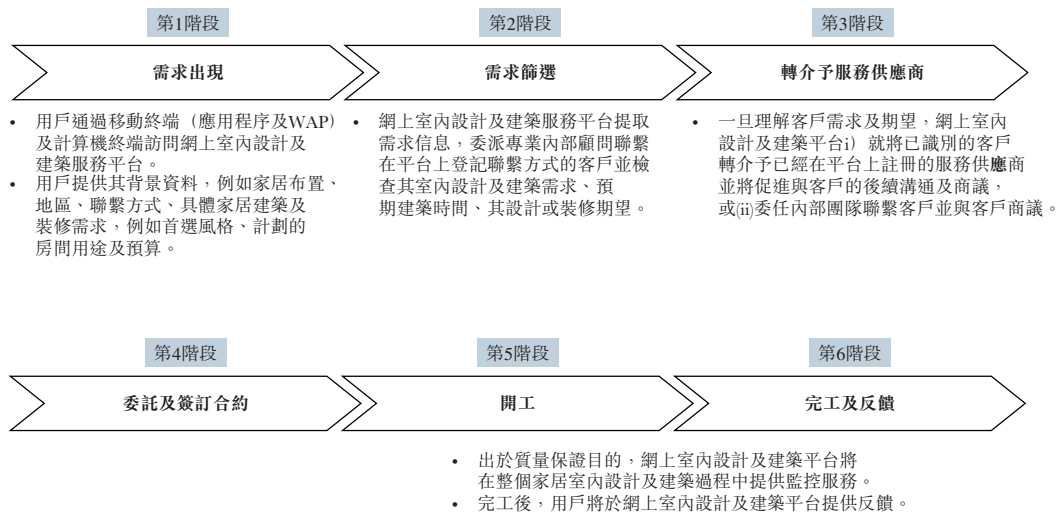 第1階段
第2階段
第3階段
需求出現
需求篩選
轉介予服務供應商
• 用戶通過移動終端（應用程序及WAP）
及計算機終端訪問網上室內設計及
建築服務平台。
• 用戶提供其背景資料，例如家居布置、
地區、聯繫方式、具體家居建築及
裝修需求，例如首選風格、計劃的
房間用途及預算。
• 網上室內設計及建築服務平台提取
需求信息，委派專業內部顧問聯繫
在平台上登記聯繫方式的客戶並檢
查其室內設計及建築需求、預
期建築時間、其設計或裝修期望。
• 一旦理解客戶需求及期望，網上室內
設計及建築平台i）就將已識別的客戶
轉介予已經在平台上註冊的服務供應商
並將促進與客戶的後續溝通及商議，
或(ii)委任內部團隊聯繫客戶並與客戶商議。
第4階段
第5階段
第6階段
委託及簽訂合約
開工
完工及反饋
• 出於質量保證目的，網上室內設計及建築平台將
在整個家居室內設計及建築過程中提供監控服務。
• 完工後，用戶將於網上室內設計及建築平台提供反饋。